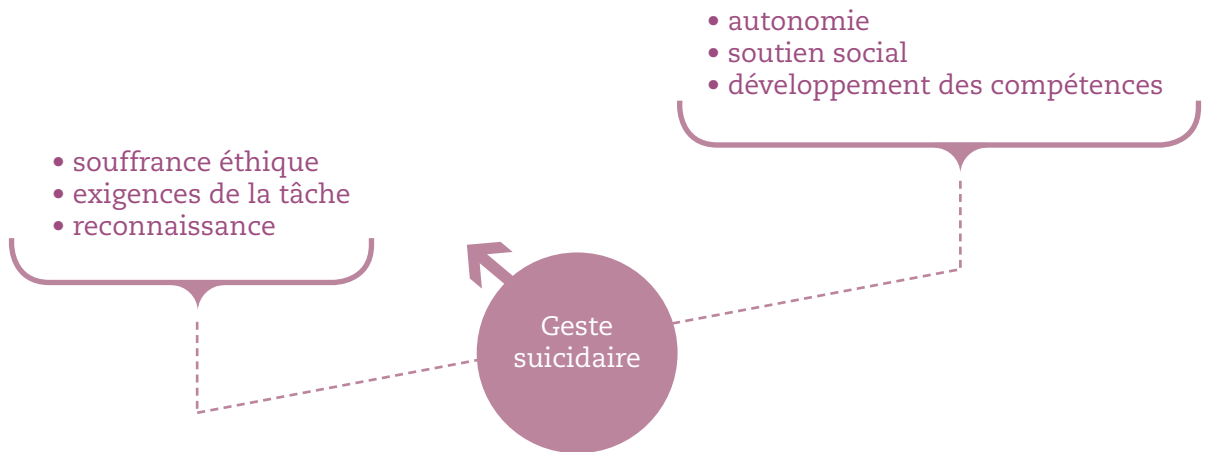 • autonomie
• soutien social
• développement des compétences
• souffrance éthique
• exigences de la tâche
• reconnaissance
Geste
suicidaire